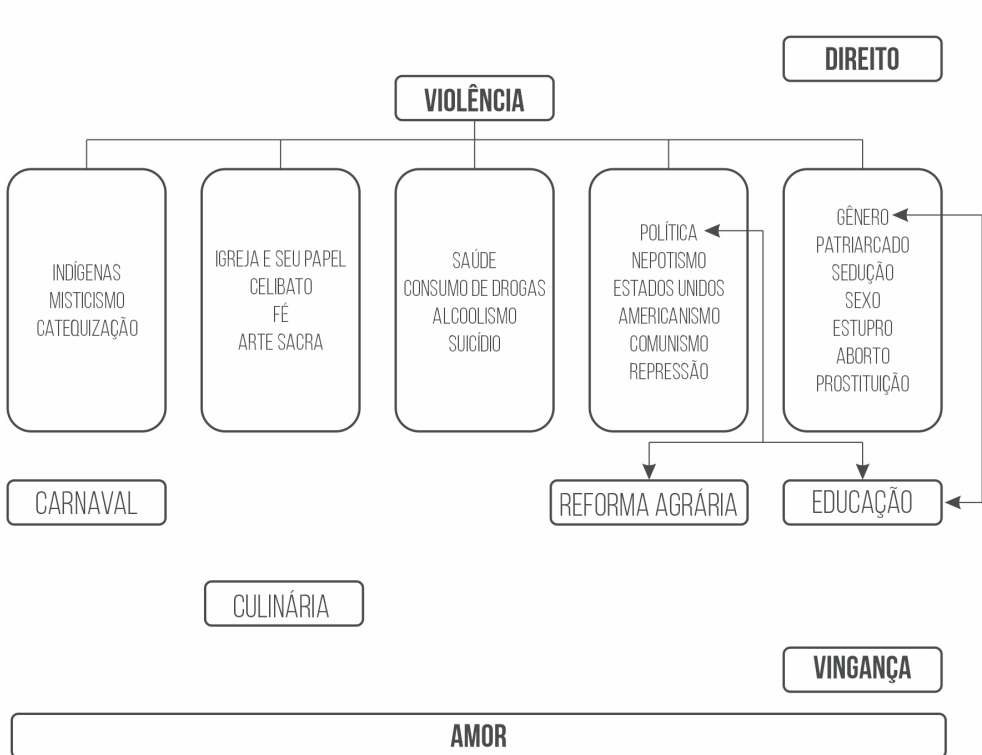 DIREITO
VIOLÊNCIA
INDÍGENAS
MISTICISMO
CATEQUIZAÇÃO
IGREJA E SEU PAPEL
CELIBATO
FÉ
ARTE SACRA
SAÚDE
CONSUMO DE DROGAS
ALCOOLISMO
SUICÍDIO
POLÍTICA
NEPOTISMO
ESTADOS UNIDOS
AMERICANISMO
COMUNISMO
REPRESSÃO
GÊNERO
PATRIARCADO
SEDUÇÃO
SEXO
ESTUPRO
ABORTO
PROSTITUIÇÃO
CARNAVAL
REFORMA AGRÁRIA
EDUCAÇÃO
CULINÁRIA
VINGANÇA
AMOR